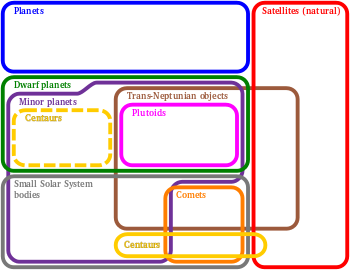 Planets
Satellites (natural)
Dwarf planets
Minor planets
Trans-Neptunian objects
Centaurs
Plutoids
Small Solar System
bodies
Comets
Centaurs